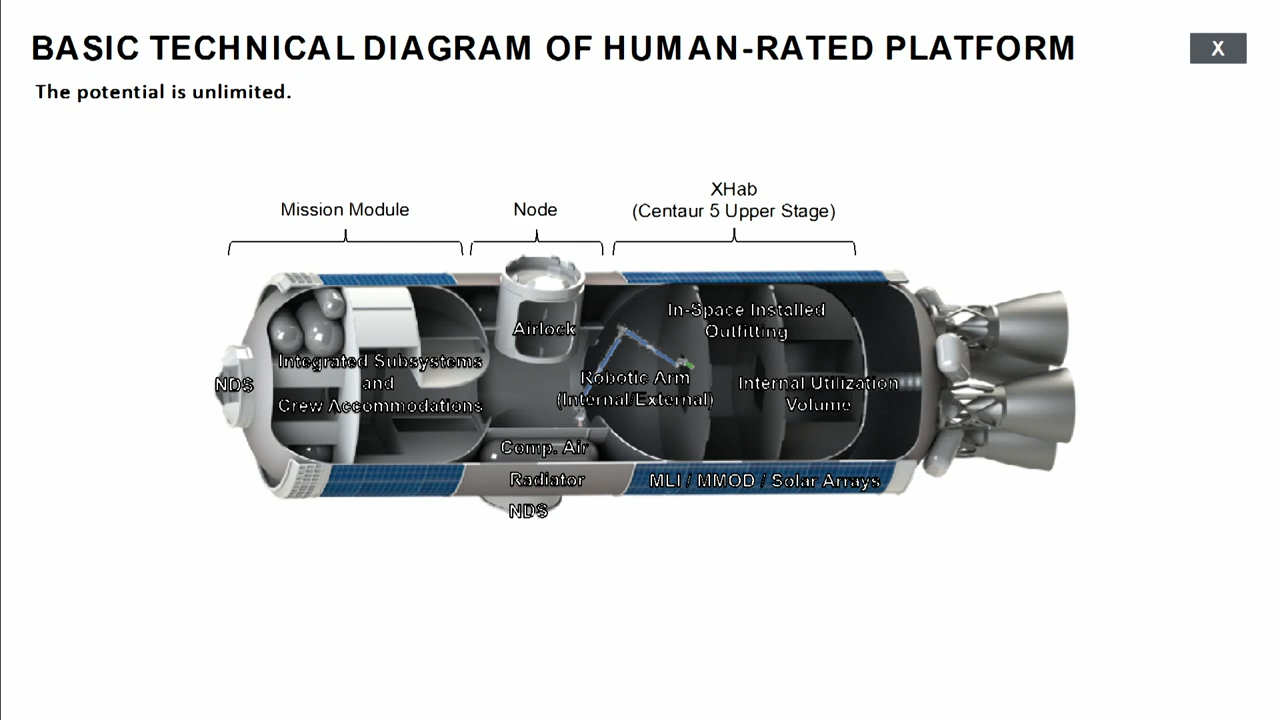 BASIC TECHNICAL DIAGRAM OF HUMAN-RATED PLATFORM
X
The potential is unlimited.
XHab
(Centaur 5 Upper Stage)
Mission Module
Node
In-Space Installed
Outfitting
Airlock
Integrated Subsystems
and
Crew Accommodations
NDS
Robotic Arm
(Internal/External)
Internal Utilization
Volume
Comp. Air
Radiator
MLI / MMOD / Solar Arrays
NDS